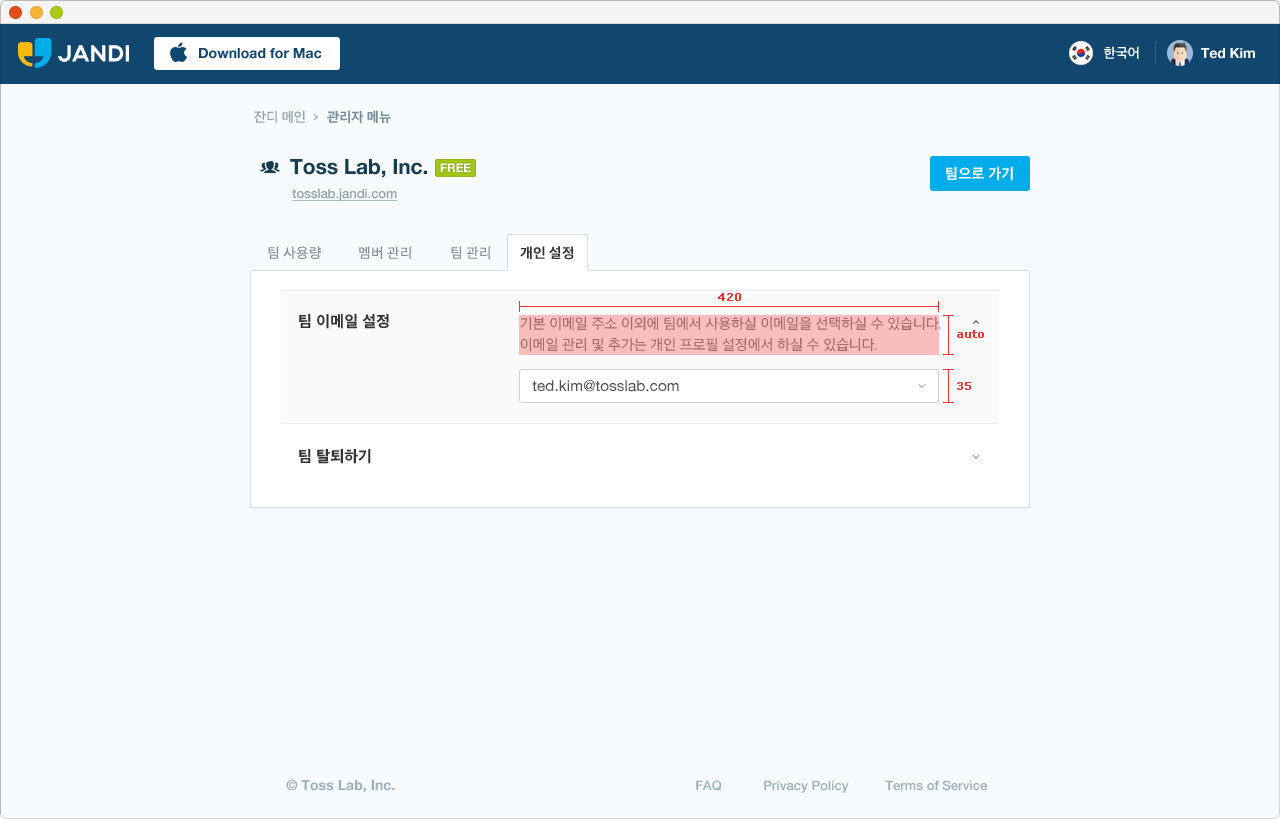 JANDI
Download for Mac
한국어
Ted Kim
잔디 메인 › 관리자 메뉴
Toss Lab, Inc. FREE
tosslab.jandi.com
팀으로 가기
팀 사용량
멤버 관리
팀 관리
개인 설정
420
팀 이메일 설정
기본 이메일 주소 이외에 팀에서 사용하실 이메일을 선택하실 수 있습니다.
이메일 관리 및 추가는 개인 프로필 설정에서 하실 수 있습니다.
auto
ted.kim@tosslab.com
35
팀 탈퇴하기
© Toss Lab, Inc.
FAQ
Privacy Policy
Terms of Service